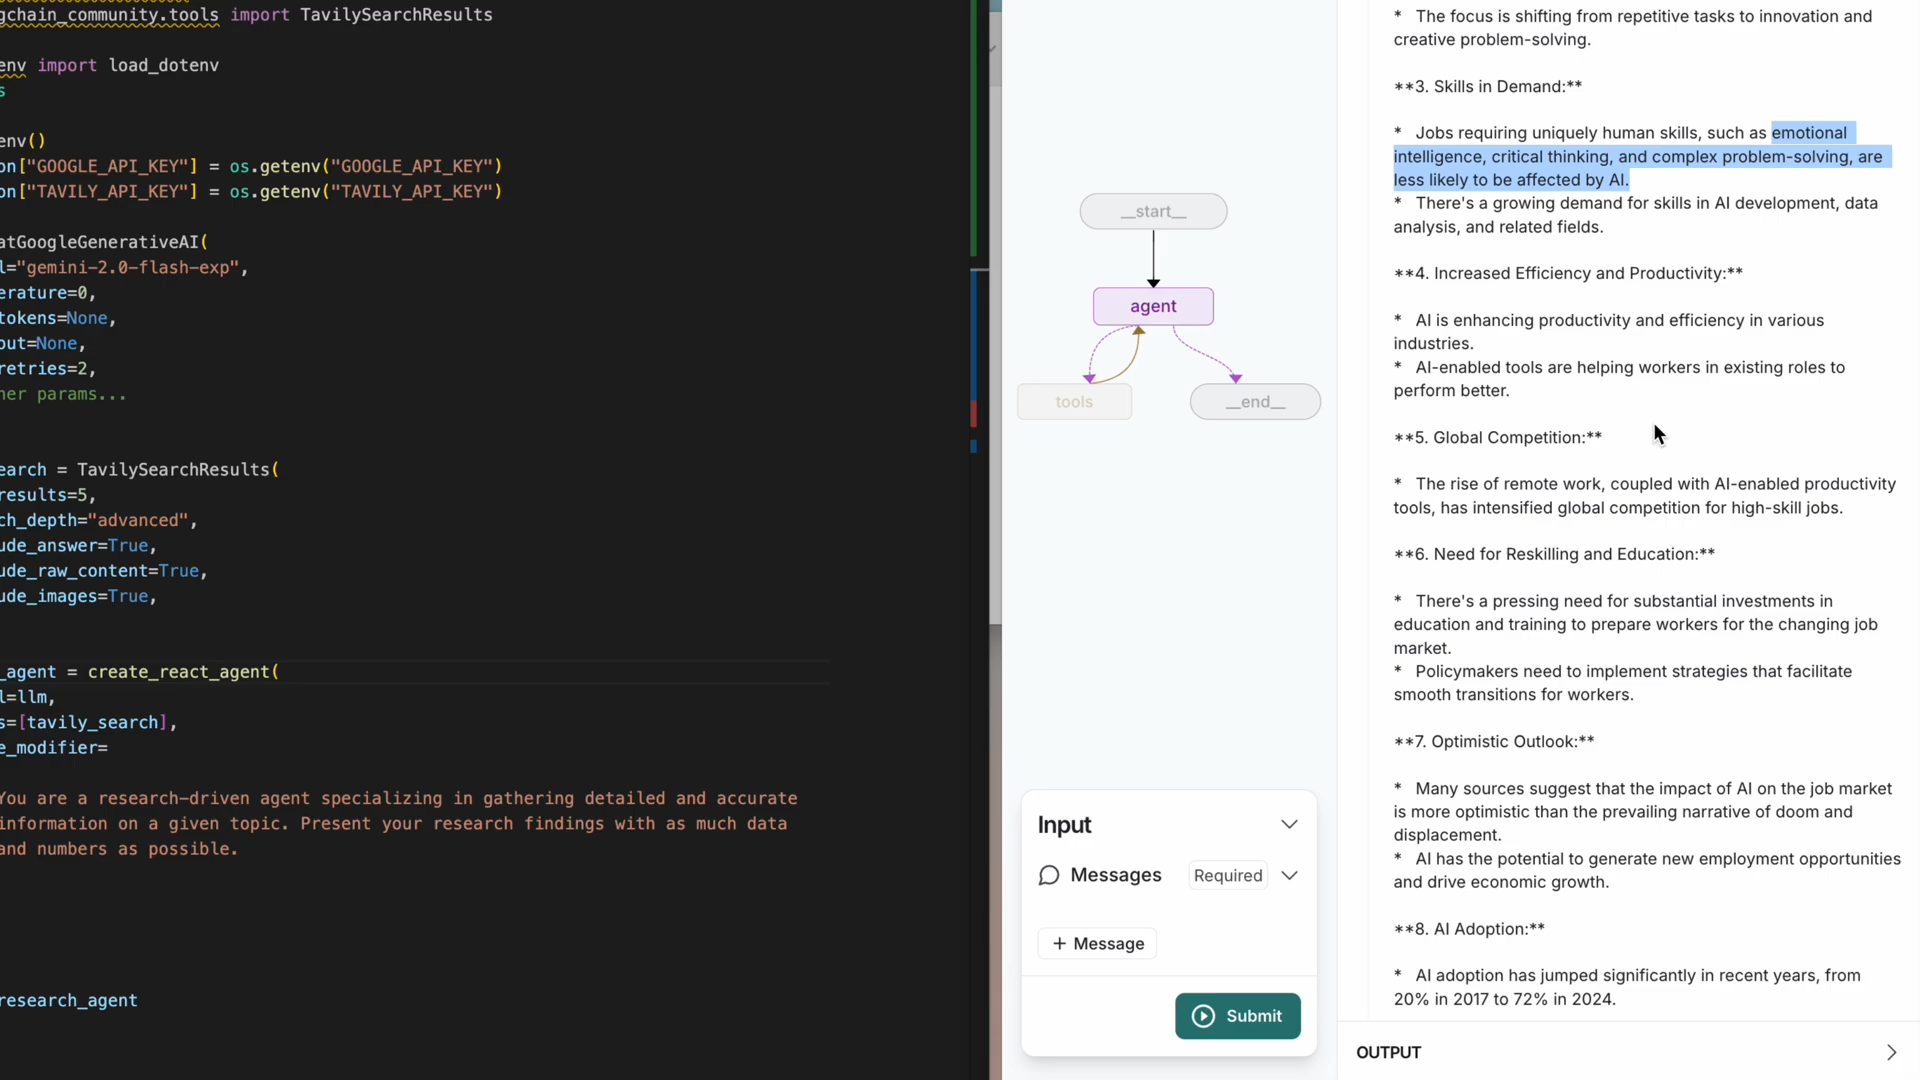 gchain_community.tools import TavilySearchResults
env import load_dotenv
s
env()
on["GOOGLE_API_KEY"] = os.getenv("GOOGLE_API_KEY")
on["TAVILY_API_KEY"] = os.getenv("TAVILY_API_KEY")
atGoogleGenerativeAI(
l="gemini-2.0-flash-exp",
erature=0,
tokens=None,
out=None,
retries=2,
her params...
earch = TavilySearchResults(
results=5,
ch_depth="advanced",
ude_answer=True,
ude_raw_content=True,
ude_images=True,
_agent = create_react_agent(
l=llm,
s=[tavily_search],
e_modifier=
You are a research-driven agent specializing in gathering detailed and accurate
information on a given topic. Present your research findings with as much data
and numbers as possible.
research_agent
__start__
agent
tools
__end__
Input
Messages Required
+ Message
Submit
* The focus is shifting from repetitive tasks to innovation and
creative problem-solving.
**3. Skills in Demand:**
* Jobs requiring uniquely human skills, such as emotional
intelligence, critical thinking, and complex problem-solving, are
less likely to be affected by AI.
* There's a growing demand for skills in AI development, data
analysis, and related fields.
**4. Increased Efficiency and Productivity:**
* AI is enhancing productivity and efficiency in various
industries.
* AI-enabled tools are helping workers in existing roles to
perform better.
**5. Global Competition:**
* The rise of remote work, coupled with AI-enabled productivity
tools, has intensified global competition for high-skill jobs.
**6. Need for Reskilling and Education:**
* There's a pressing need for substantial investments in
education and training to prepare workers for the changing job
market.
* Policymakers need to implement strategies that facilitate
smooth transitions for workers.
**7. Optimistic Outlook:**
* Many sources suggest that the impact of AI on the job market
is more optimistic than the prevailing narrative of doom and
displacement.
* AI has the potential to generate new employment opportunities
and drive economic growth.
**8. AI Adoption:**
* AI adoption has jumped significantly in recent years, from
20% in 2017 to 72% in 2024.
OUTPUT